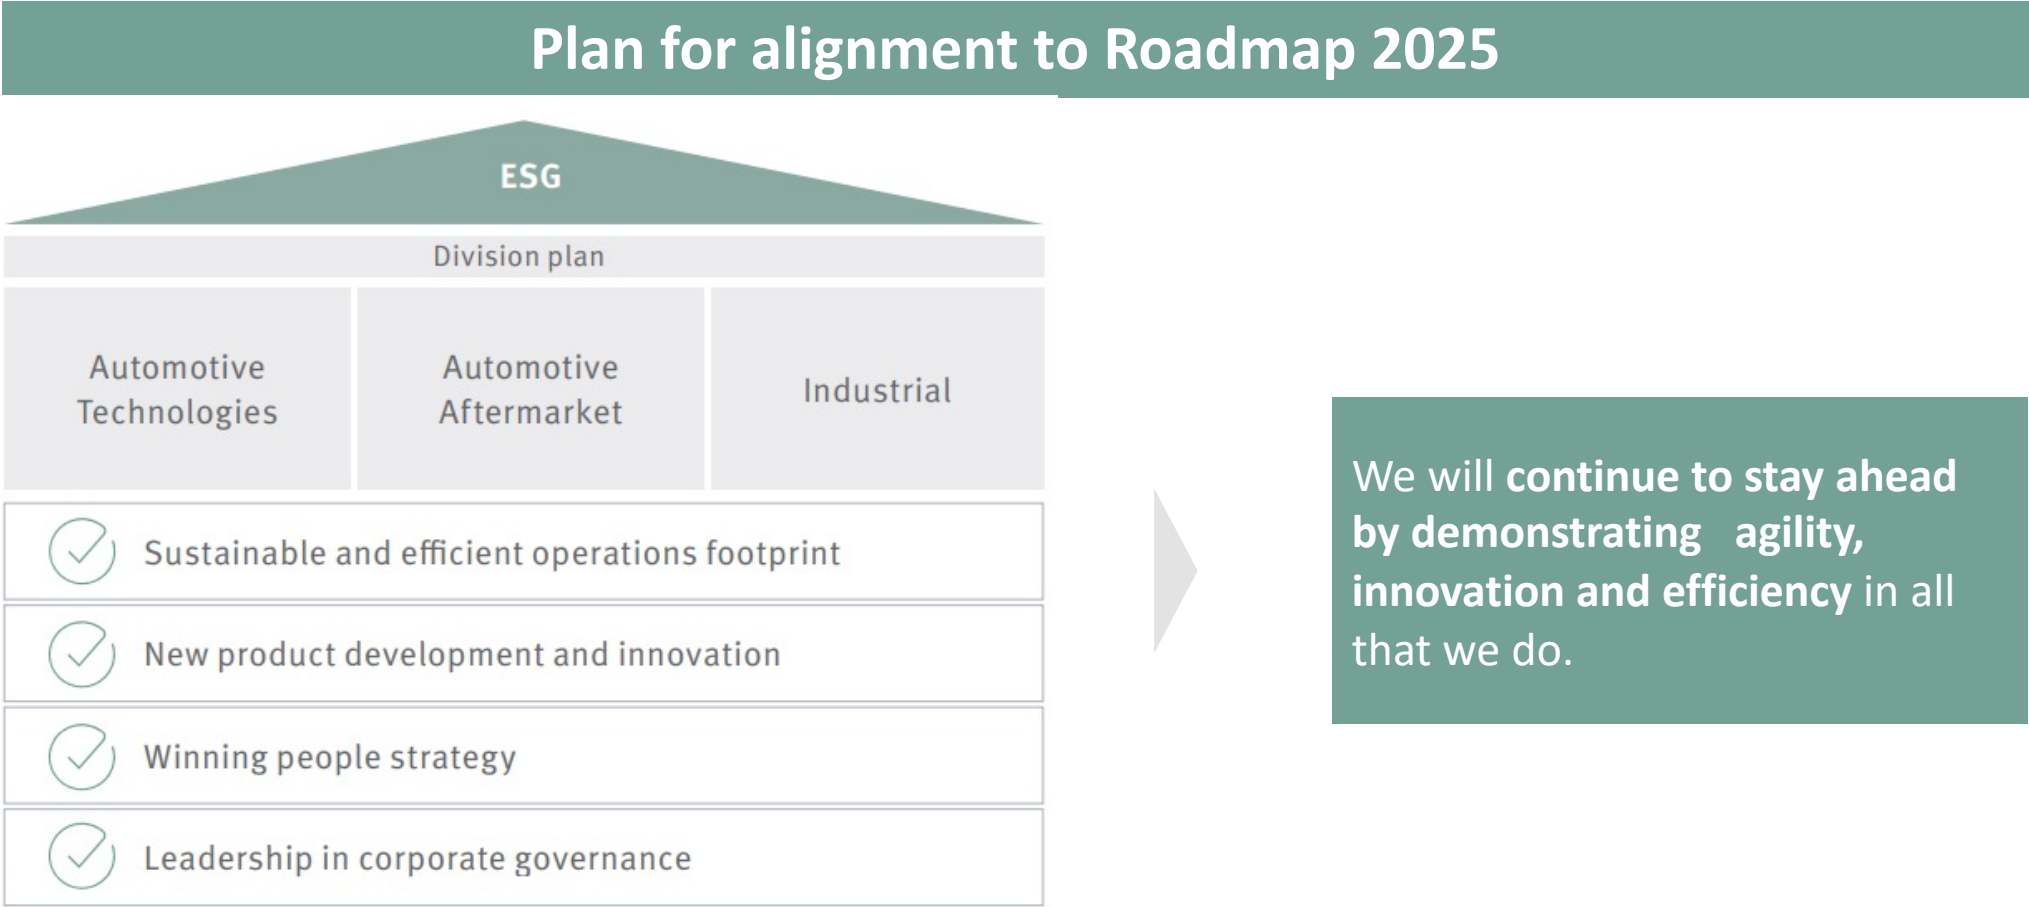 Plan for alignment to Roadmap 2025
ESG
Division plan
Automotive
Technologies
Automotive
Aftermarket
Industrial
Sustainable and efficient operations footprint
New product development and innovation
Winning people strategy
Leadership in corporate governance
We will continue to stay ahead
by demonstrating agility,
innovation and efficiency in all
that we do.